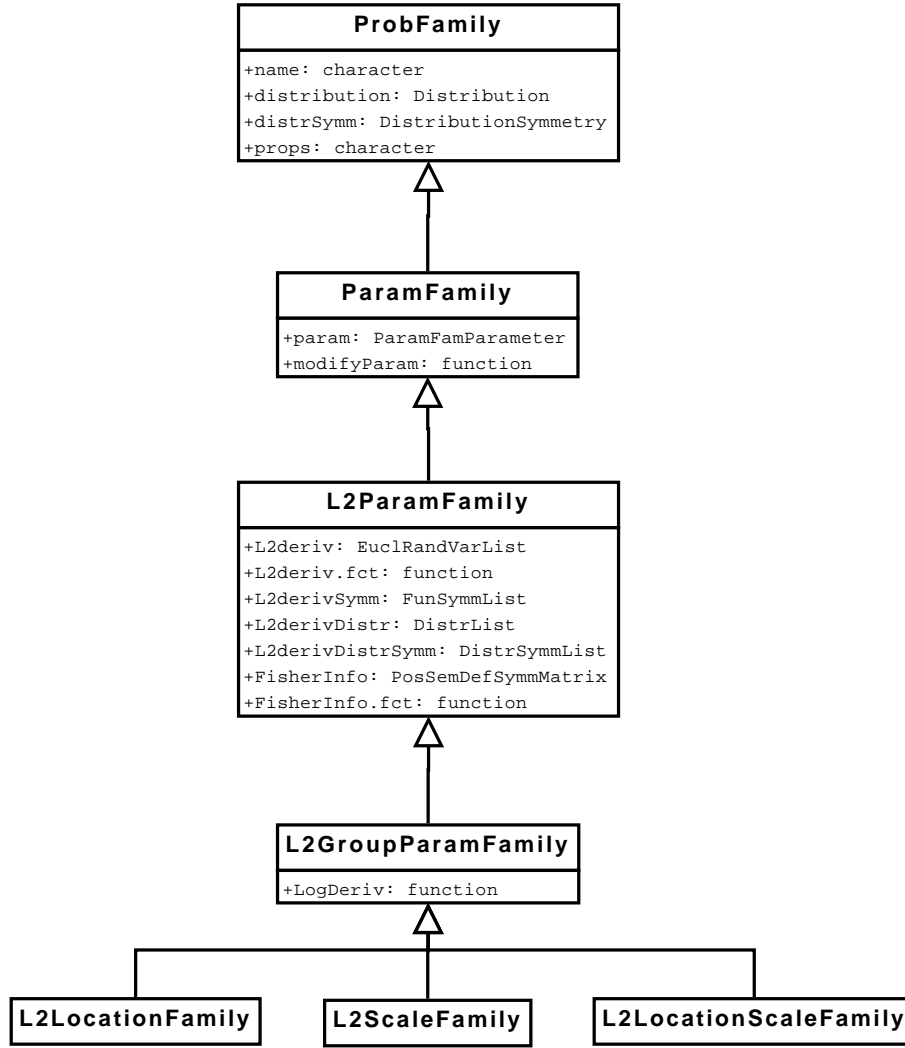 ProbFamily
+name: character
+distribution: Distribution
+distrSymm: DistributionSymmetry
+props: character
ParamFamily
+param: ParamFamParameter
+modifyParam: function
L2ParamFamily
+L2deriv: EuclRandVarList
+L2deriv.fct: function
+L2derivSymm: FunSymmList
+L2derivDistr: DistrList
+L2derivDistrSymm: DistrSymmList
+FisherInfo: PosSemDefSymmMatrix
+FisherInfo.fct: function
L2GroupParamFamily
+LogDeriv: function
L2LocationFamily
L2ScaleFamily
L2LocationScaleFamily